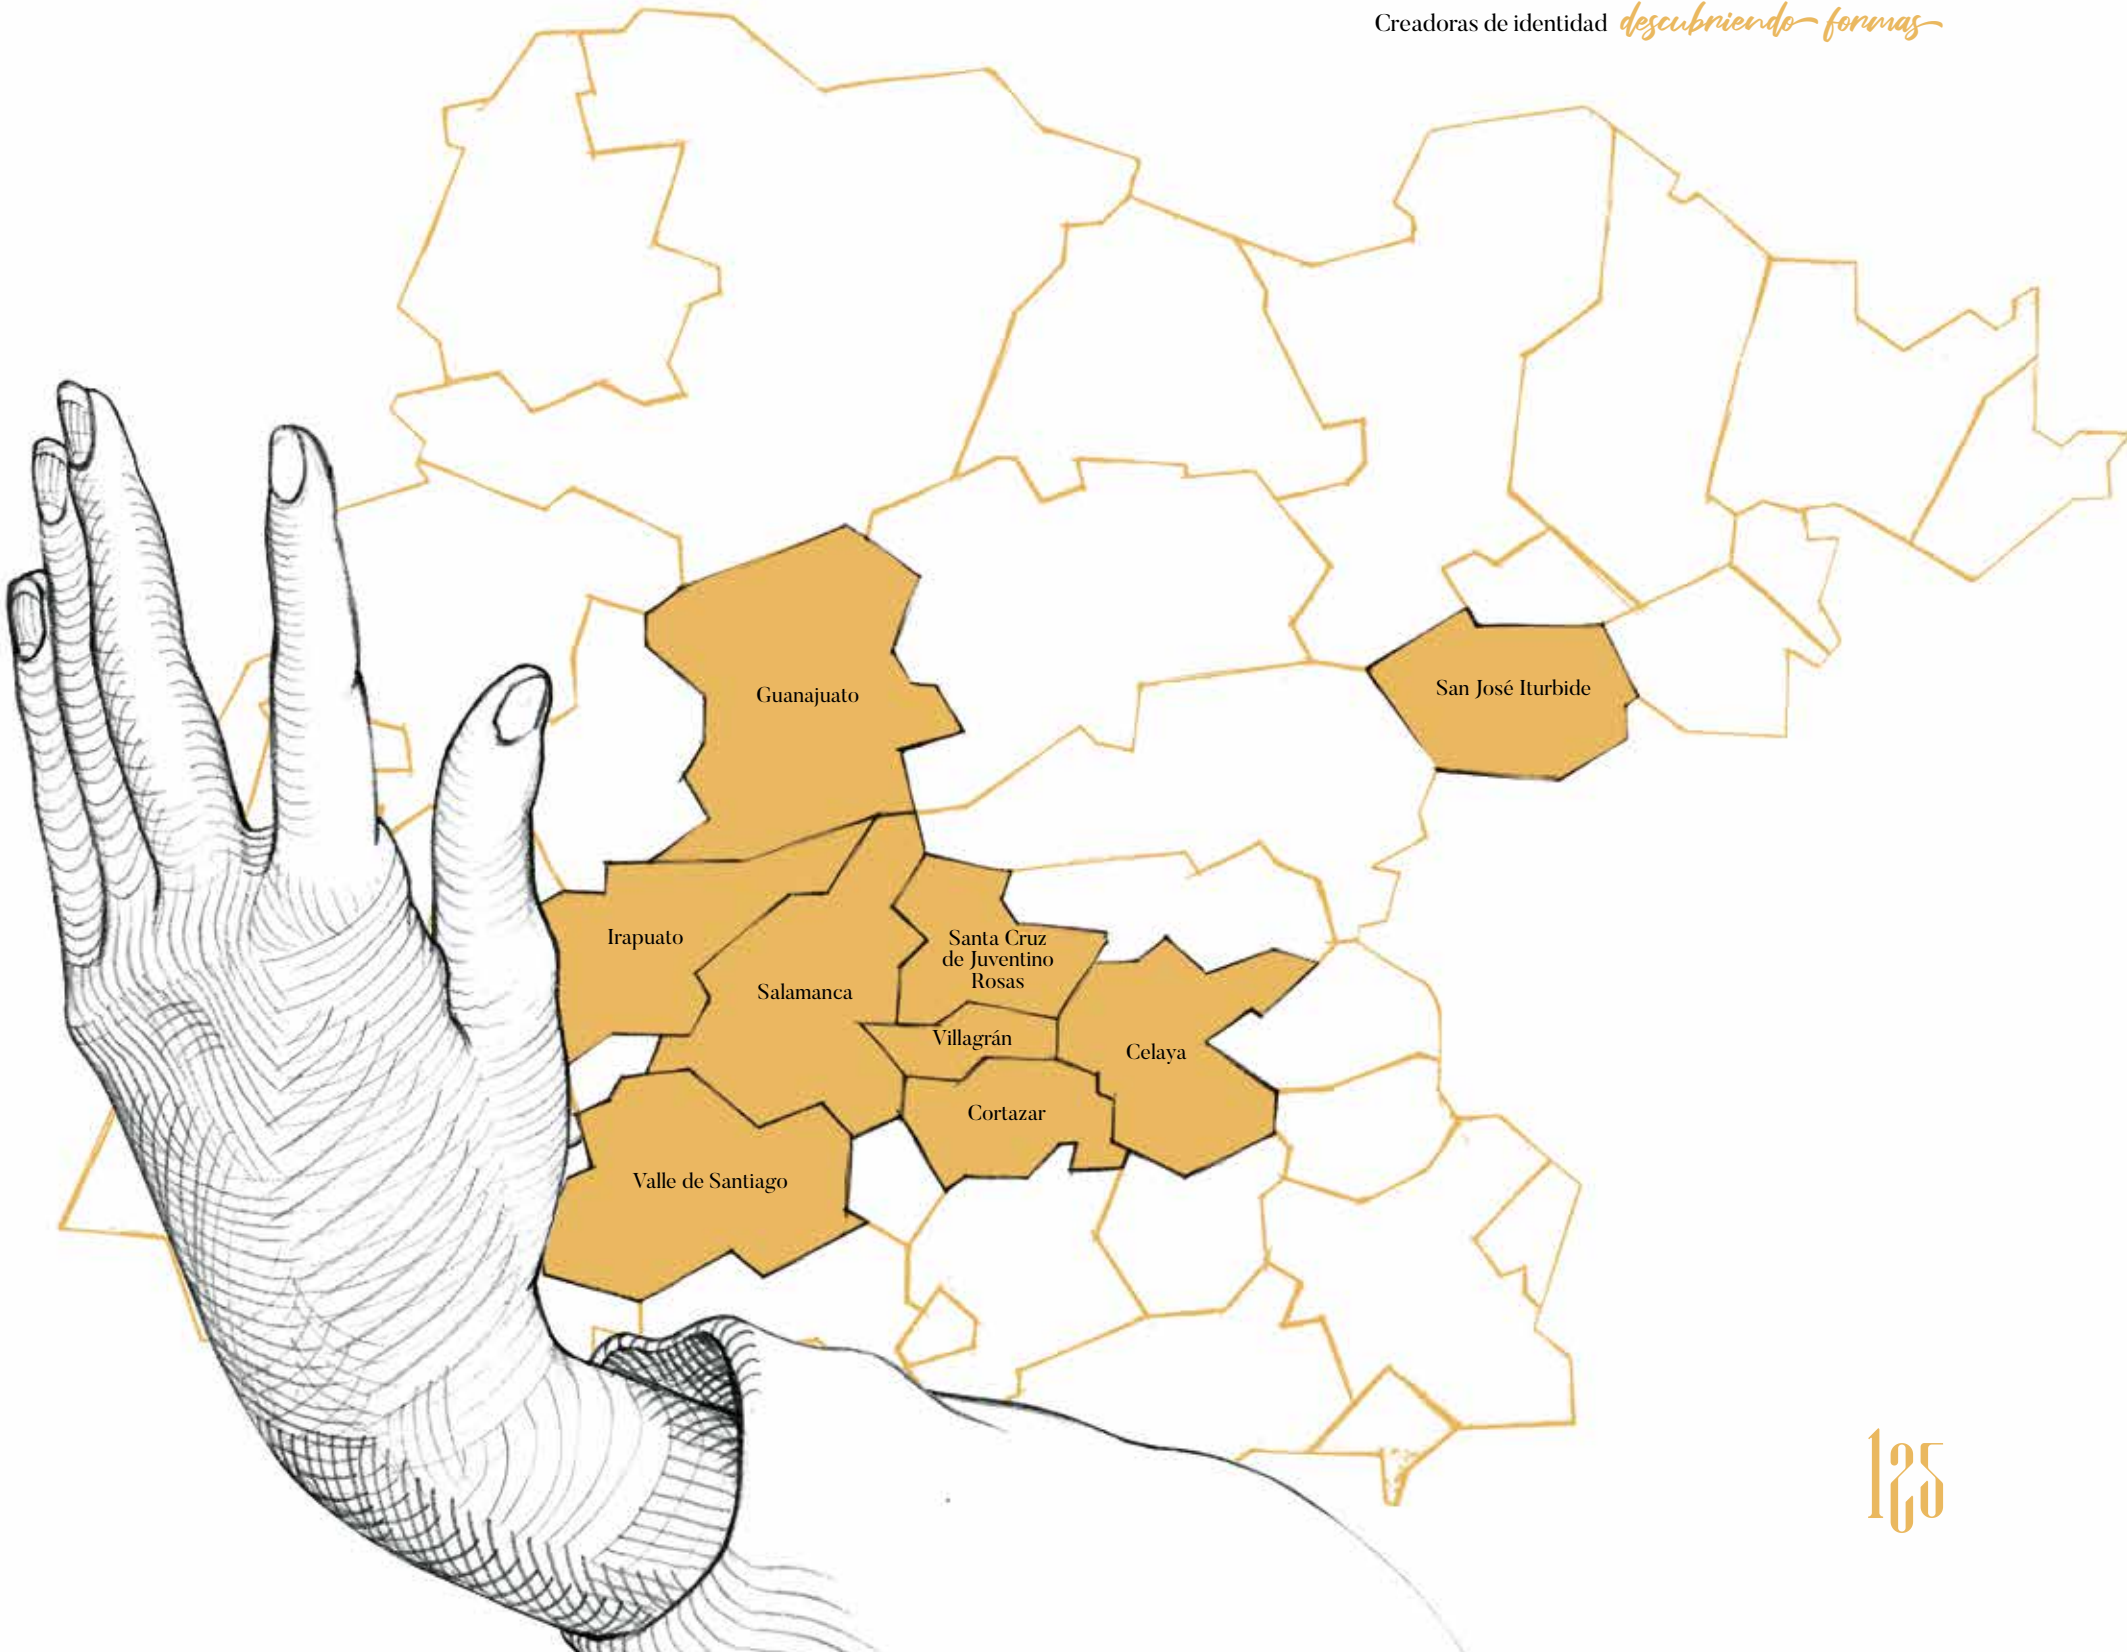 Creadoras de identidad descubriendo formas
Guanajuato
San José Iturbide
Irapuato
Santa Cruz
de Juventino
Rosas
Salamanca
Villagrán
Celaya
Cortazar
Valle de Santiago
125